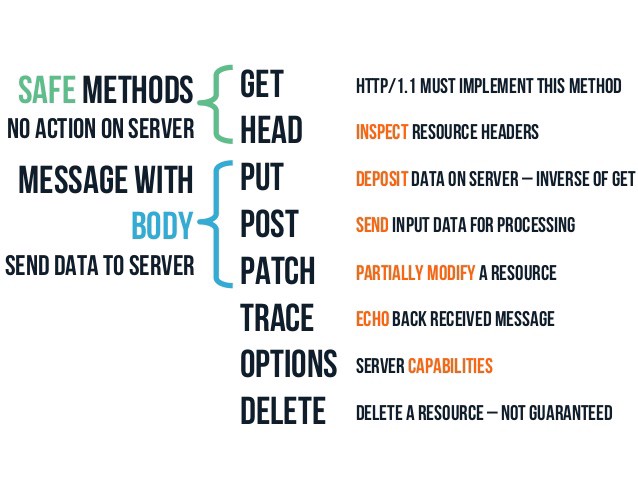 SAFE METHODS
NO ACTION ON SERVER
MESSAGE WITH
BODY
SEND DATA TO SERVER
GET HTTP/1.1 MUST IMPLEMENT THIS METHOD
HEAD INSPECT RESOURCE HEADERS
PUT DEPOSIT DATA ON SERVER – INVERSE OF GET
POST SEND INPUT DATA FOR PROCESSING
PATCH PARTIALLY MODIFY A RESOURCE
TRACE ECHO BACK RECEIVED MESSAGE
OPTIONS SERVER CAPABILITIES
DELETE DELETE A RESOURCE – NOT GUARANTEED